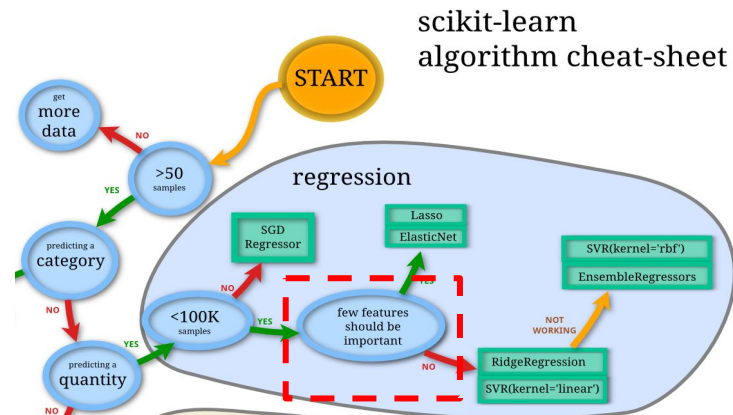 scikit-learn
algorithm cheat-sheet
START
get
more
data
NO
>50
samples
YES
predicting a
category
NO
predicting a
quantity
NO
YES
regression
<100K
samples
NO
SGD
Regressor
YES
few features
should be
important
YES
Lasso
ElasticNet
NO
RidgeRegression
SVR(kernel='linear')
NOT
WORKING
SVR(kernel='rbf')
EnsembleRegressors